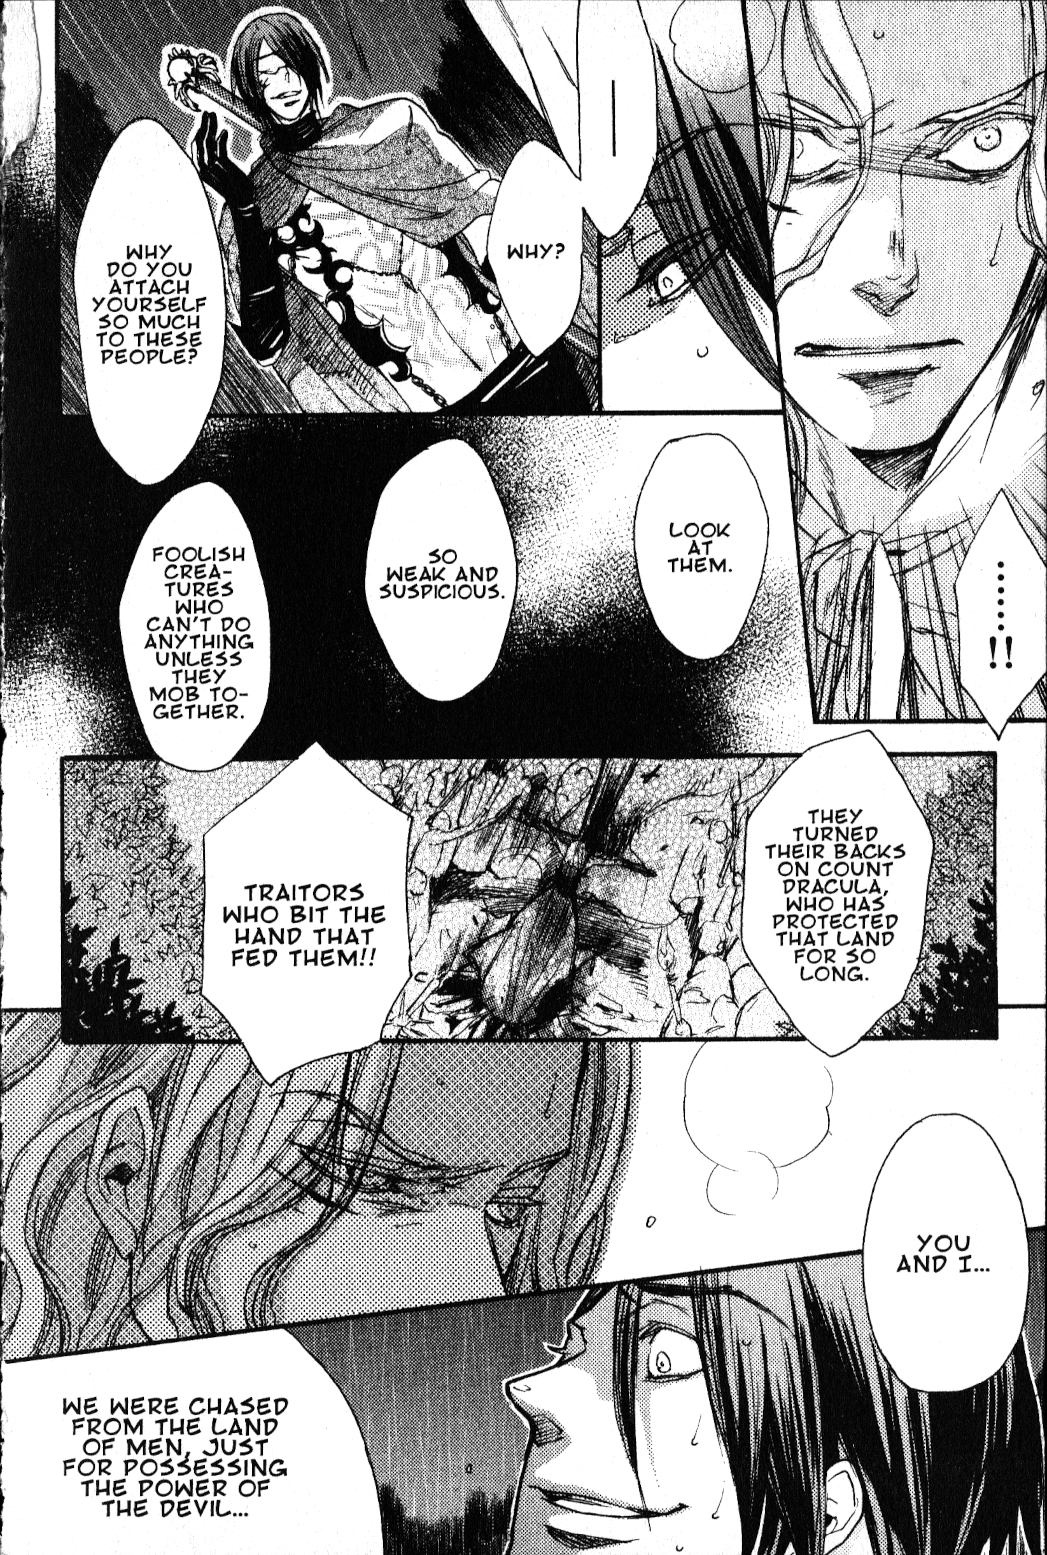 ......!!
WHY?
WHY
DO YOU
ATTACH
YOURSELF
SO MUCH
TO THESE
PEOPLE?
LOOK
AT
THEM.
SO
WEAK AND
SUSPICIOUS.
FOOLISH
CREA-
TURES
WHO
CAN'T DO
ANYTHING
UNLESS
THEY
MOB TO-
GETHER.
THEY
TURNED
THEIR BACKS
ON COUNT
DRACULA,
WHO HAS
PROTECTED
THAT LAND
FOR SO
LONG.
TRAITORS
WHO BIT THE
HAND THAT
FED THEM!!
YOU
AND I...
WE WERE CHASED
FROM THE LAND
OF MEN, JUST
FOR POSSESSING
THE POWER OF
THE DEVIL...